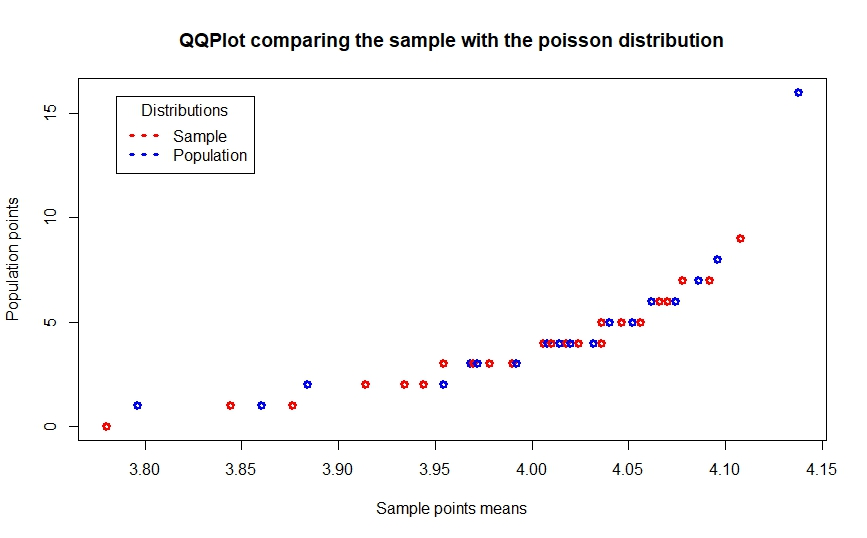 QQPlot comparing the sample with the poisson distribution
Distributions
Sample
Population
Population points
15
10
5
0
3.80 3.85 3.90 3.95 4.00 4.05 4.10 4.15
Sample points means